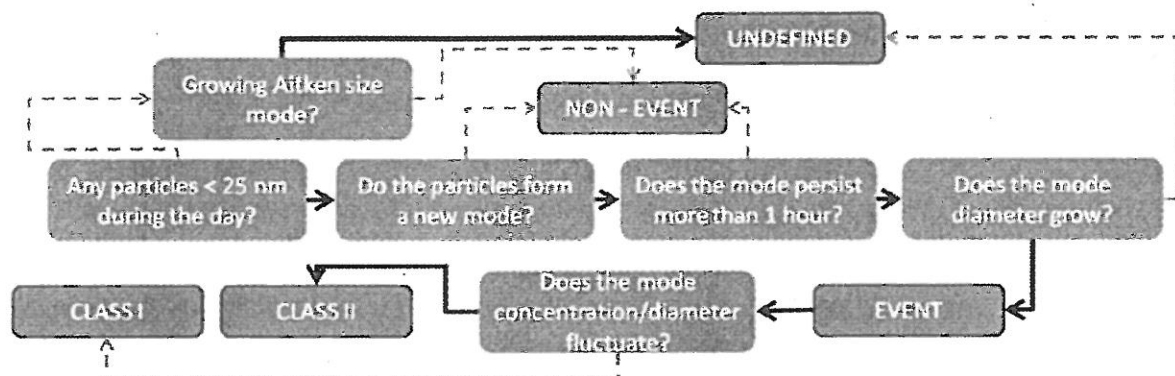 UNDEFINED
Growing Aitken size
mode?
NON - EVENT
Any particles < 25 nm
during the day?
Do the particles form
a new mode?
Does the mode persist
more than 1 hour?
Does the mode
diameter grow?
CLASS I
CLASS II
Does the mode
concentration/diameter
fluctuate?
EVENT